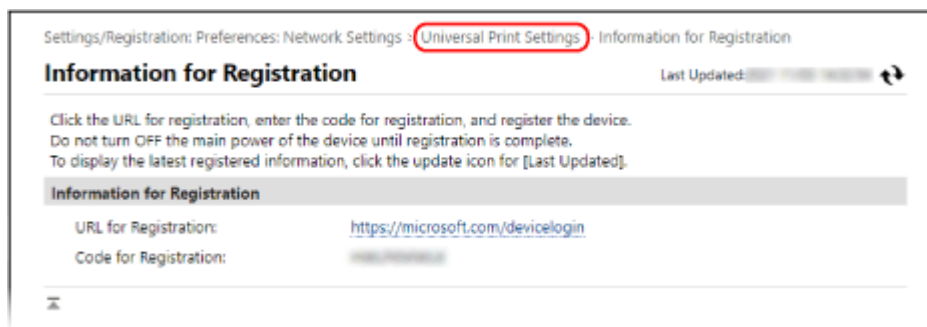 Settings/Registration: Preferences: Network Settings > Universal Print Settings > Information for Registration
Information for Registration
Last Updated:
Click the URL for registration, enter the code for registration, and register the device.
Do not turn OFF the main power of the device until registration is complete.
To display the latest registered information, click the update icon for [Last Updated].
Information for Registration
URL for Registration: https://microsoft.com/devicelogin
Code for Registration: